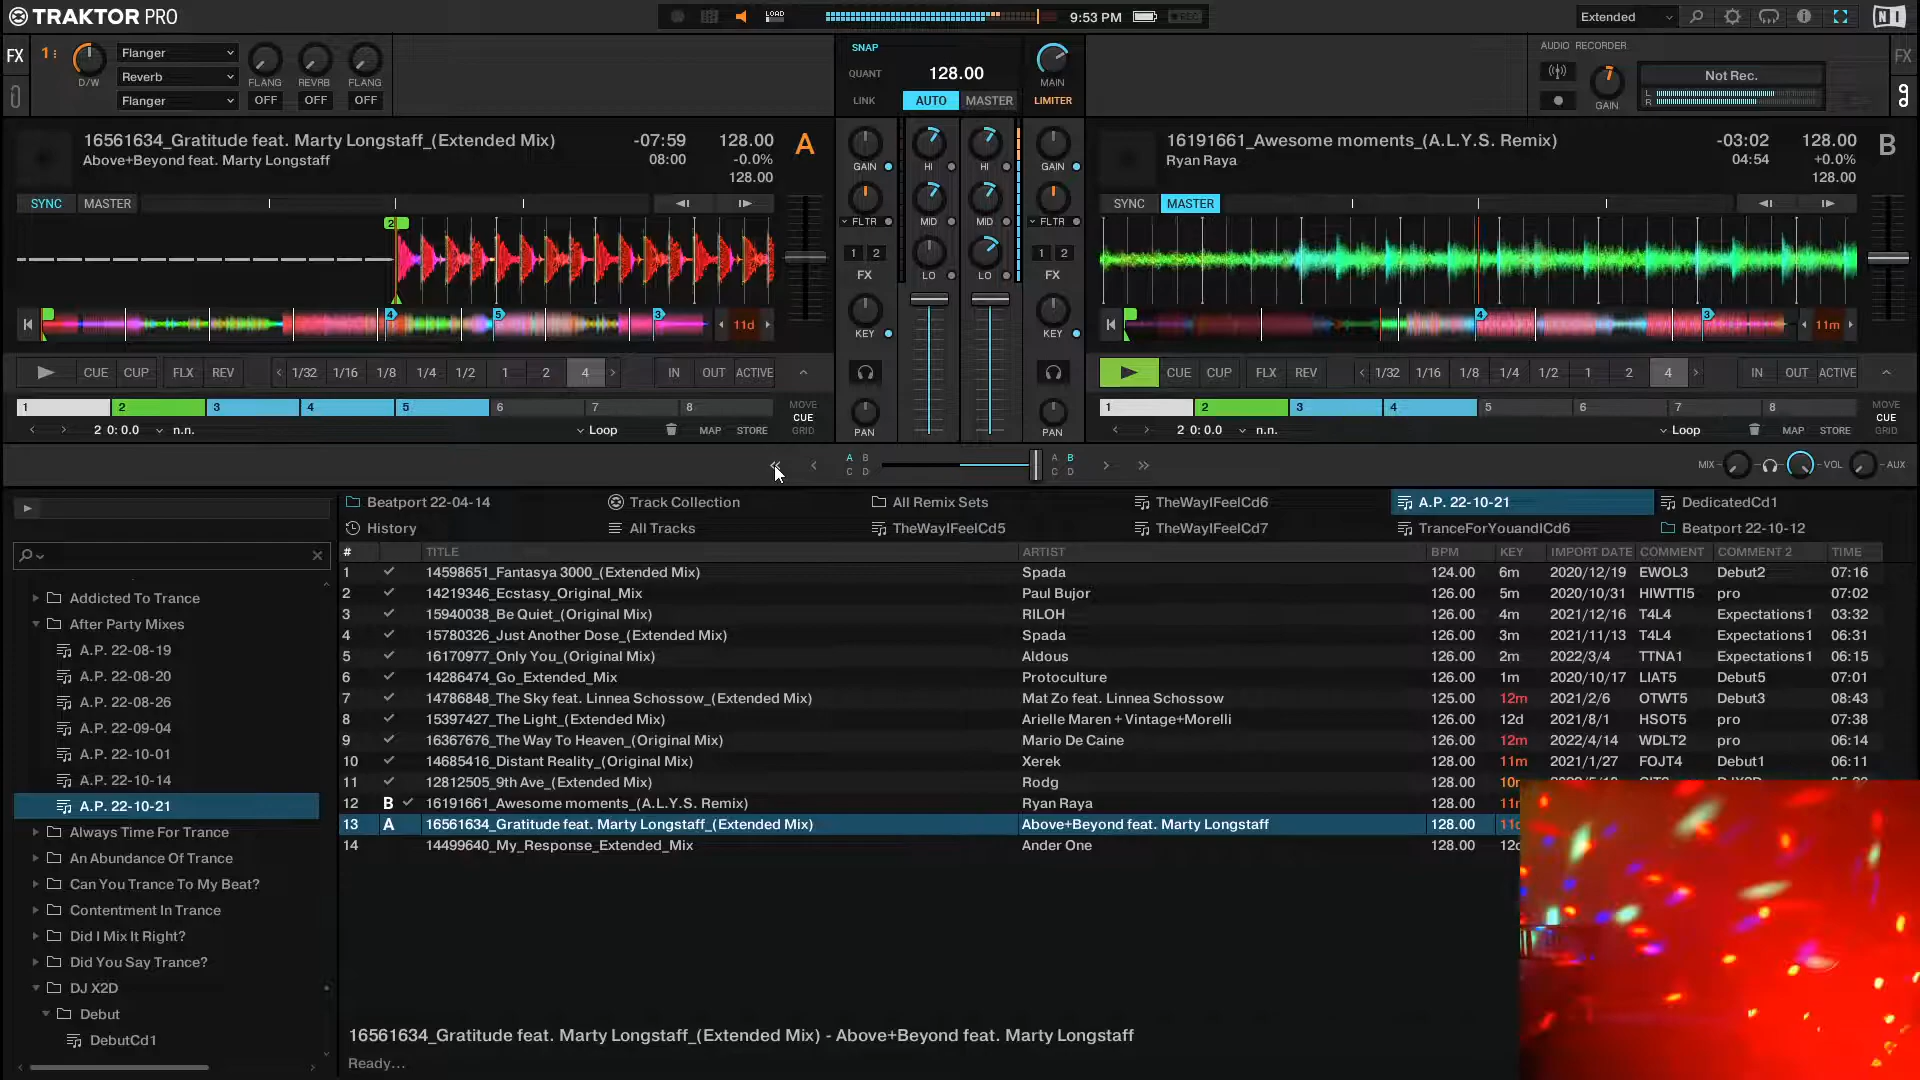 TRAKTOR PRO
LOAD
9:53 PM
REC
Extended
FX
1
D/W
Flanger
Reverb
Flanger
FLANG
REVRB
FLANG
OFF
OFF
OFF
SNAP
QUANT
128.00
LINK
AUTO
MASTER
MAIN
LIMITER
AUDIO RECORDER
GAIN
Not Rec.
L
R
FX
16561634_Gratitude feat. Marty Longstaff_(Extended Mix)
-07:59
128.00
A
Above+Beyond feat. Marty Longstaff
08:00
-0.0%
128.00
SYNC
MASTER
2
4
5
3
11d
CUE
CUP
FLX
REV
1/32
1/16
1/8
1/4
1/2
1
2
4
IN
OUT
ACTIVE
1
2
3
4
5
6
7
8
MOVE
CUE
GRID
2 0: 0.0
n.n.
Loop
MAP
STORE
GAIN
HI
HI
GAIN
FLTR
MID
MID
FLTR
1 2
LO
LO
1 2
FX
FX
KEY
KEY
PAN
PAN
16191661_Awesome moments_(A.L.Y.S. Remix)
-03:02
128.00
B
Ryan Raya
04:54
+0.0%
128.00
SYNC
MASTER
4
3
11m
CUE
CUP
FLX
REV
1/32
1/16
1/8
1/4
1/2
1
2
4
IN
OUT
ACTIVE
1
2
3
4
5
6
7
8
MOVE
CUE
GRID
2 0: 0.0
n.n.
Loop
MAP
STORE
A B
C D
A B
C D
MIX
VOL
AUX
Beatport 22-04-14
Track Collection
All Remix Sets
TheWayIFeelCd6
A.P. 22-10-21
DedicatedCd1
History
All Tracks
TheWayIFeelCd5
TheWayIFeelCd7
TranceForYouandICd6
Beatport 22-10-12
Addicted To Trance
After Party Mixes
A.P. 22-08-19
A.P. 22-08-20
A.P. 22-08-26
A.P. 22-09-04
A.P. 22-10-01
A.P. 22-10-14
A.P. 22-10-21
Always Time For Trance
An Abundance Of Trance
Can You Trance To My Beat?
Contentment In Trance
Did I Mix It Right?
Did You Say Trance?
DJ X2D
Debut
DebutCd1
# TITLE ARTIST BPM KEY IMPORT DATE COMMENT COMMENT 2 TIME
1 14598651_Fantasya 3000_(Extended Mix) Spada 124.00 6m 2020/12/19 EWOL3 Debut2 07:16
2 14219346_Ecstasy_Original_Mix Paul Bujor 126.00 5m 2020/10/31 HIWTTI5 pro 07:02
3 15940038_Be Quiet_(Original Mix) RILOH 126.00 4m 2021/12/16 T4L4 Expectations1 03:32
4 15780326_Just Another Dose_(Extended Mix) Spada 126.00 3m 2021/11/13 T4L4 Expectations1 06:31
5 16170977_Only You_(Original Mix) Aldous 126.00 2m 2022/3/4 TTNA1 Expectations1 06:15
6 14286474_Go_Extended_Mix Protoculture 126.00 1m 2020/10/17 LIAT5 Debut5 07:01
7 14786848_The Sky feat. Linnea Schossow_(Extended Mix) Mat Zo feat. Linnea Schossow 125.00 12m 2021/2/6 OTWT5 Debut3 08:43
8 15397427_The Light_(Extended Mix) Arielle Maren + Vintage+Morelli 126.00 12d 2021/8/1 HSOT5 pro 07:38
9 16367676_The Way To Heaven_(Original Mix) Mario De Caine 126.00 12m 2022/4/14 WDLT2 pro 06:14
10 14685416_Distant Reality_(Original Mix) Xerek 128.00 11m 2021/1/27 FOJT4 Debut1 06:11
11 12812505_9th Ave_(Extended Mix) Rodg 128.00
12 B 16191661_Awesome moments_(A.L.Y.S. Remix) Ryan Raya 128.00
13 A 16561634_Gratitude feat. Marty Longstaff_(Extended Mix) Above+Beyond feat. Marty Longstaff 128.00
14 14499640_My_Response_Extended_Mix Ander One 128.00
16561634_Gratitude feat. Marty Longstaff_(Extended Mix) - Above+Beyond feat. Marty Longstaff
Ready...